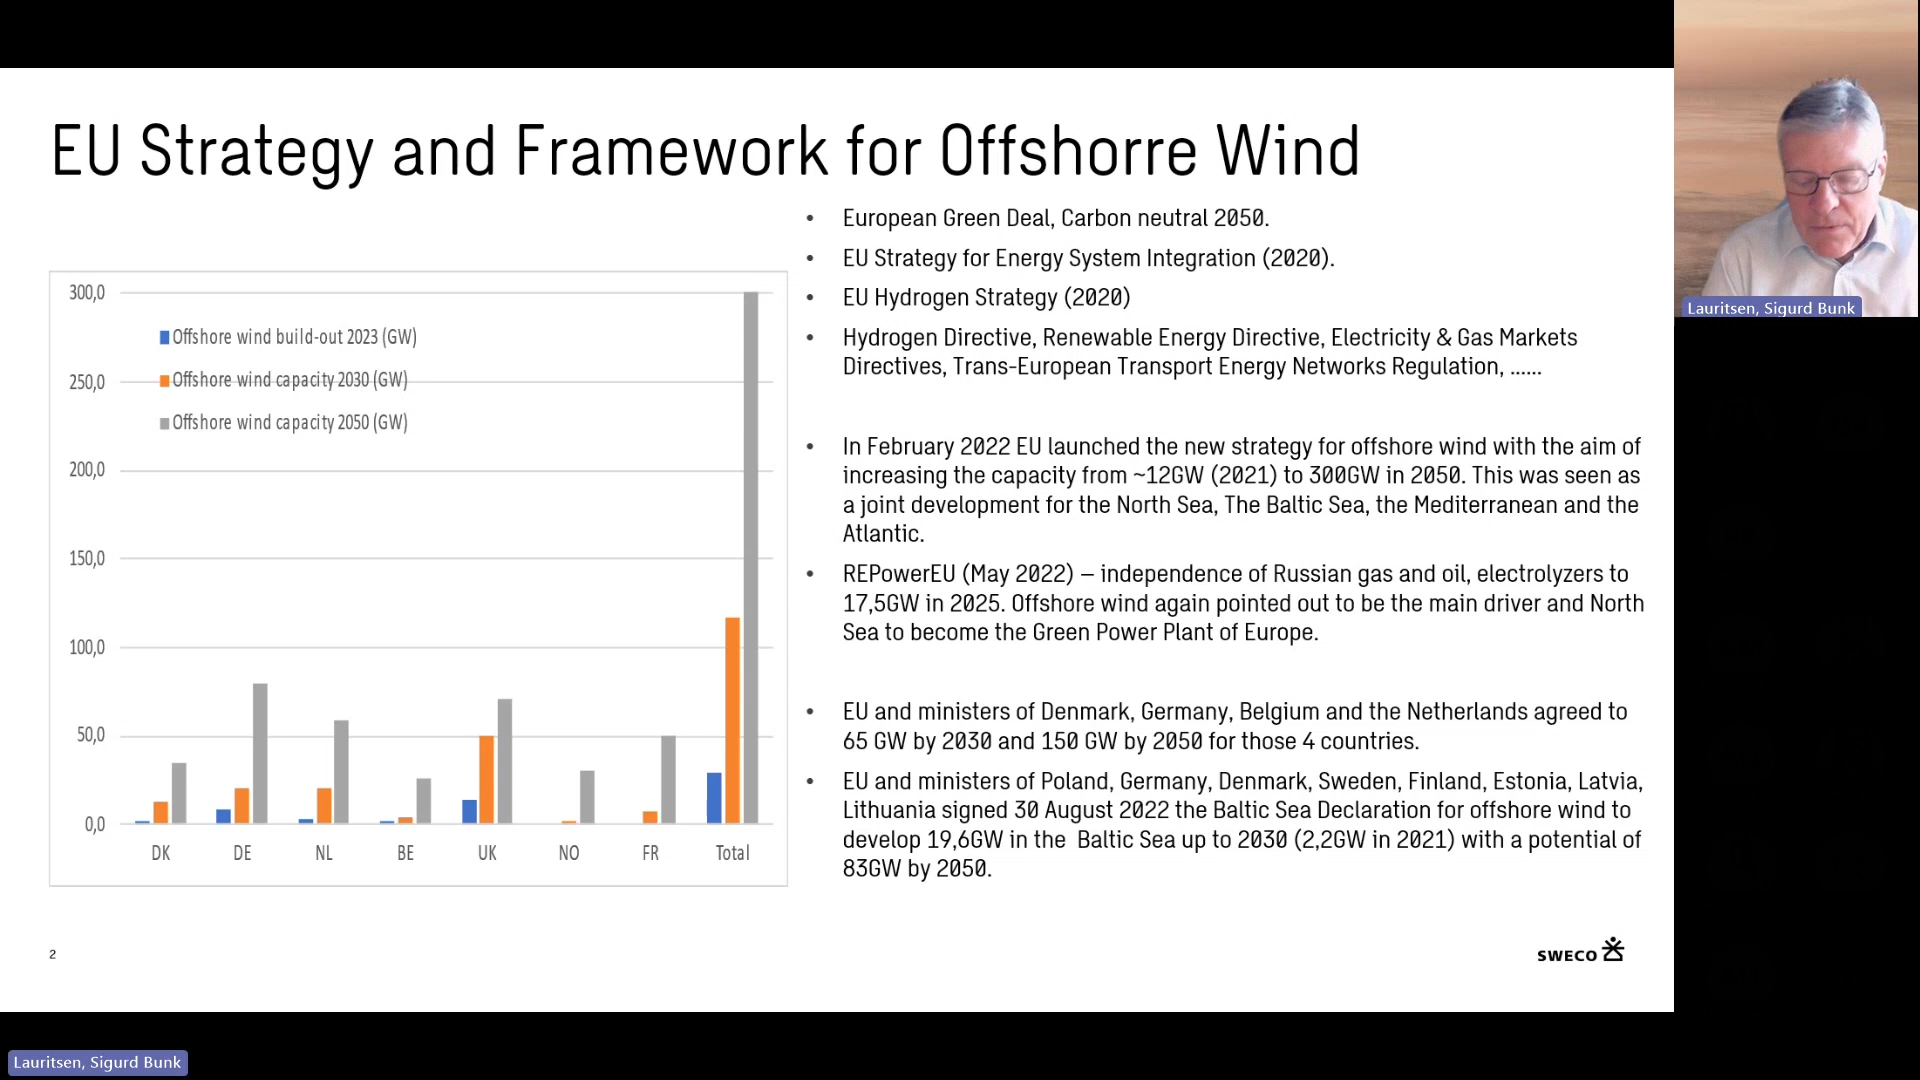 EU Strategy and Framework for Offshorre Wind
300,0
250,0
200,0
150,0
100,0
50,0
0,0
Offshore wind build-out 2023 (GW)
Offshore wind capacity 2030 (GW)
Offshore wind capacity 2050 (GW)
DK DE NL BE UK NO FR Total
• European Green Deal, Carbon neutral 2050.
• EU Strategy for Energy System Integration (2020).
• EU Hydrogen Strategy (2020)
• Hydrogen Directive, Renewable Energy Directive, Electricity & Gas Markets
Directives, Trans-European Transport Energy Networks Regulation, ......
• In February 2022 EU launched the new strategy for offshore wind with the aim of
increasing the capacity from ~12GW (2021) to 300GW in 2050. This was seen as
a joint development for the North Sea, The Baltic Sea, the Mediterranean and the
Atlantic.
• REPowerEU (May 2022) – independence of Russian gas and oil, electrolyzers to
17,5GW in 2025. Offshore wind again pointed out to be the main driver and North
Sea to become the Green Power Plant of Europe.
• EU and ministers of Denmark, Germany, Belgium and the Netherlands agreed to
65 GW by 2030 and 150 GW by 2050 for those 4 countries.
• EU and ministers of Poland, Germany, Denmark, Sweden, Finland, Estonia, Latvia,
Lithuania signed 30 August 2022 the Baltic Sea Declaration for offshore wind to
develop 19,6GW in the Baltic Sea up to 2030 (2,2GW in 2021) with a potential of
83GW by 2050.
2
SWECO
Lauritsen, Sigurd Bunk
Lauritsen, Sigurd Bunk